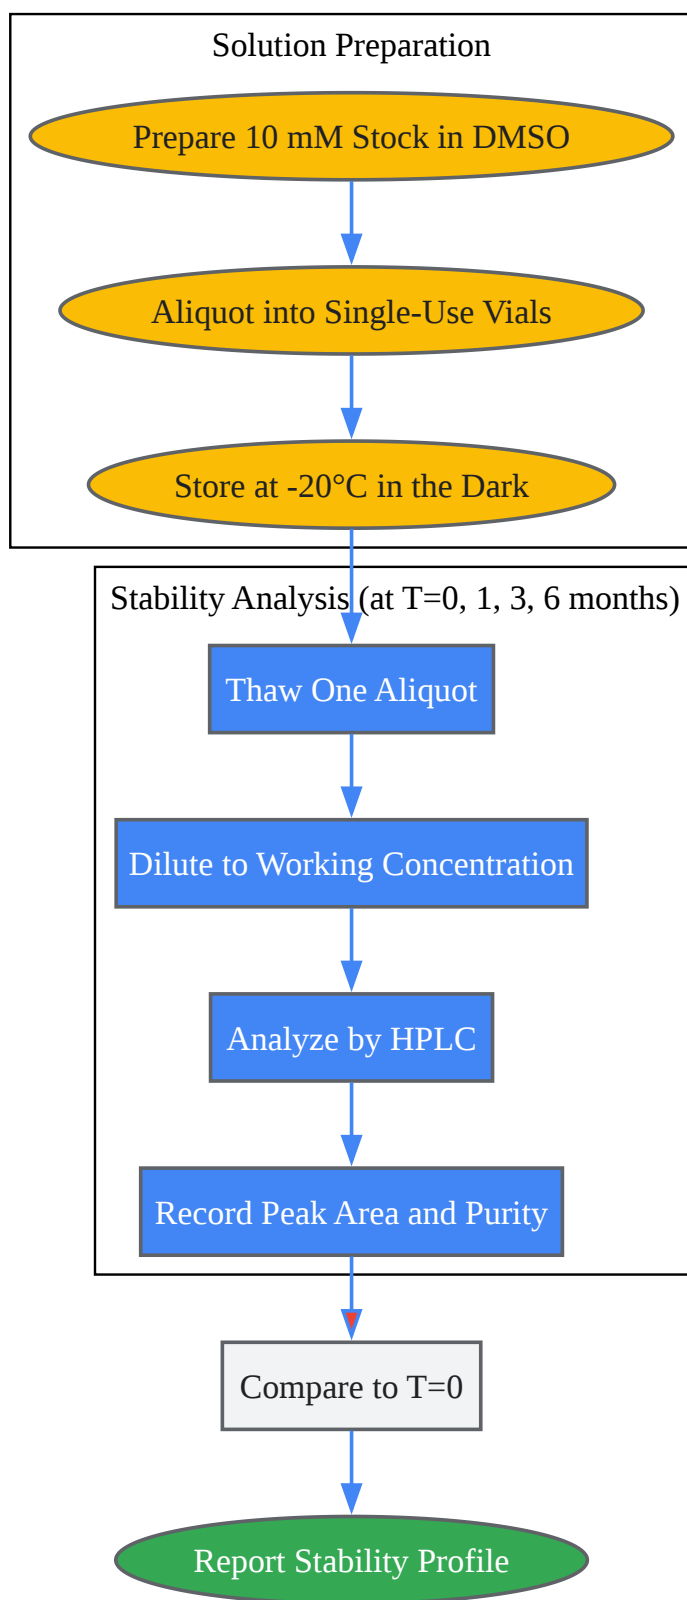 Solution Preparation
Prepare 10 mM Stock in DMSO
Aliquot into Single-Use Vials
Store at -20°C in the Dark
Stability Analysis (at T=0, 1, 3, 6 months)
Thaw One Aliquot
Dilute to Working Concentration
Analyze by HPLC
Record Peak Area and Purity
Compare to T=0
Report Stability Profile